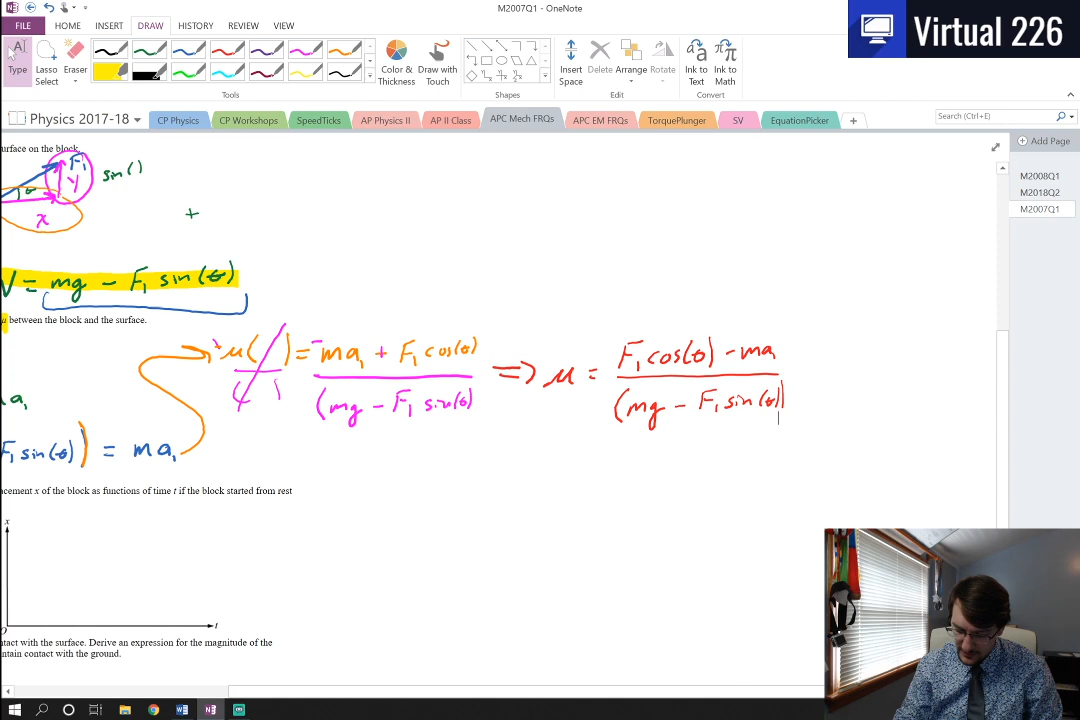 M2007Q1 - OneNote
FILE HOME INSERT DRAW HISTORY REVIEW VIEW
Virtual 226
Type
Lasso Select
Eraser
Color & Thickness
Draw with Touch
Insert Space
Delete
Arrange
Rotate
Ink to Text
Ink to Math
Tools
Shapes
Edit
Convert
Physics 2017-18
CP Physics CP Workshops SpeedTicks AP Physics II AP II Class APC Mech FRQs APC EM FRQs TorquePlunger SV EquationPicker
Search (Ctrl+E)
Add Page
M2008Q1
M2018Q2
M2007Q1
urface on the block.
F₁
y
θ
x
sin()
+
N = mg - F₁ sin(θ)
μ between the block and the surface.
-μ( ) = -ma₁ + F₁ cos(θ)
( ) (mg - F₁ sin(θ)
⟹ μ = F₁ cos(θ) - ma₁
(mg - F₁ sin(θ))
a₁
F₁ sin(θ)) = ma₁
acement x of the block as functions of time t if the block started from rest
x
O
t
ntact with the surface. Derive an expression for the magnitude of the
ntain contact with the ground.